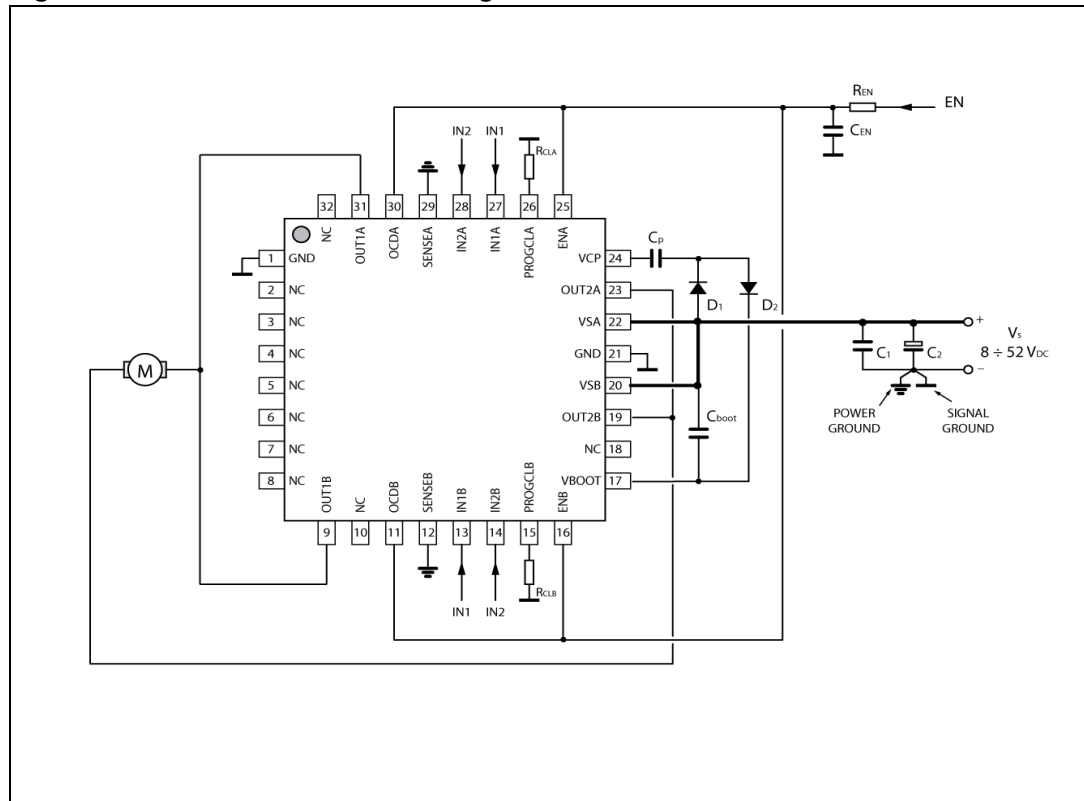 REN
EN
CEN
IN2
IN1
RCLA
32
31
30
29
28
27
26
25
NC
OUT1A
OCDA
SENSEA
IN2A
IN1A
PROGCLA
ENA
1
GND
2
NC
3
NC
4
NC
5
NC
6
NC
7
NC
8
NC
VCP
24
OUT2A
23
VSA
22
GND
21
VSB
20
OUT2B
19
NC
18
VBOOT
17
Cp
D1
D2
M
Cboot
C1
C2
+
Vs
8 ÷ 52 VDC
−
POWER
GROUND
SIGNAL
GROUND
OUT1B
NC
OCDB
SENSEB
IN1B
IN2B
PROGCLB
ENB
9
10
11
12
13
14
15
16
IN1
IN2
RCLB